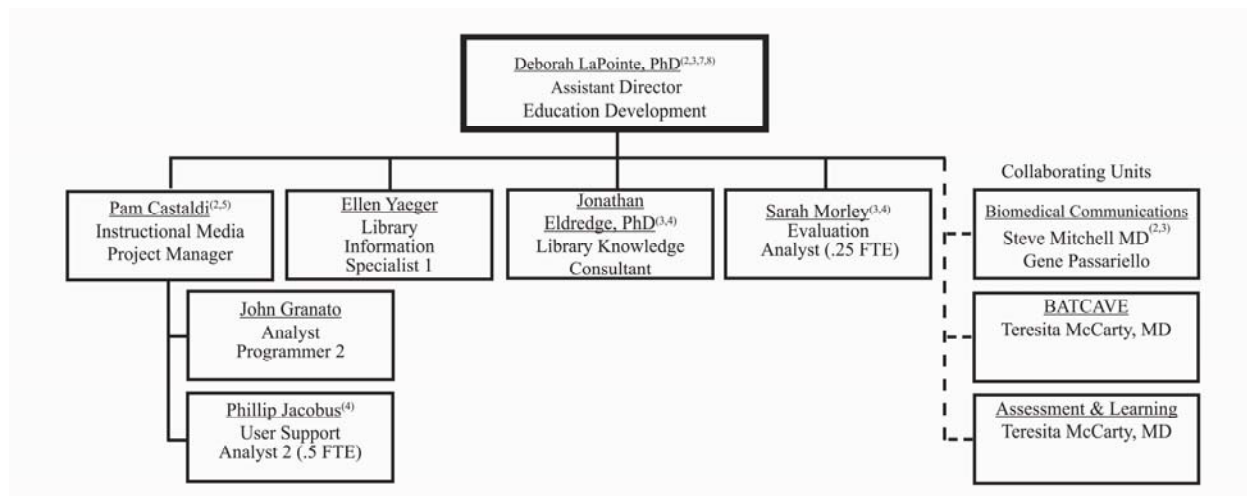 Deborah LaPointe, PhD(2,3,7,8)
Assistant Director
Education Development
Collaborating Units
Pam Castaldi(2,5)
Instructional Media
Project Manager
Ellen Yaeger
Library
Information
Specialist 1
Jonathan
Eldredge, PhD(3,4)
Library Knowledge
Consultant
Sarah Morley(3,4)
Evaluation
Analyst (.25 FTE)
Biomedical Communications
Steve Mitchell MD(2,3)
Gene Passariello
John Granato
Analyst
Programmer 2
BATCAVE
Teresita McCarty, MD
Phillip Jacobus(4)
User Support
Analyst 2 (.5 FTE)
Assessment & Learning
Teresita McCarty, MD